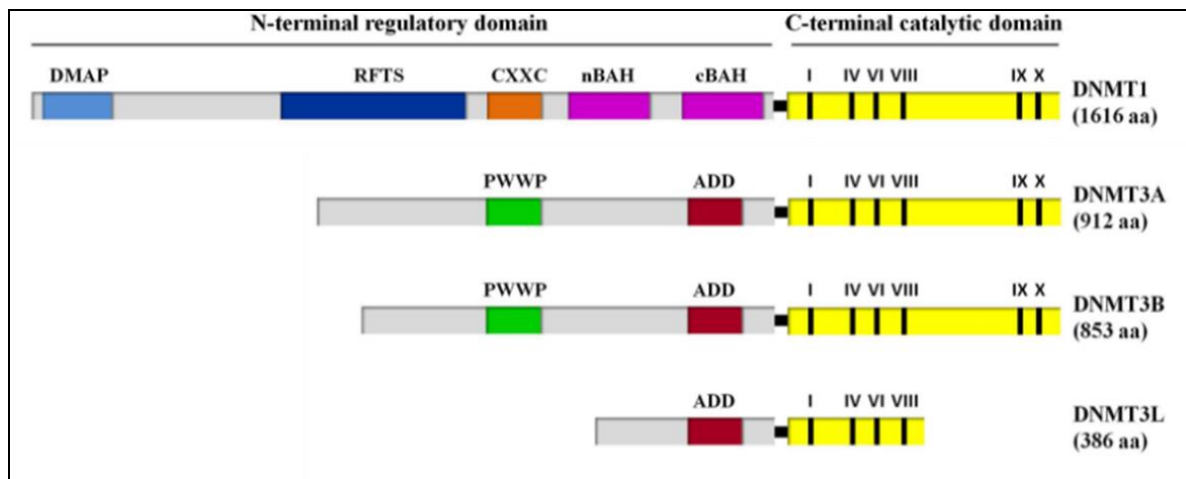 N-terminal regulatory domain C-terminal catalytic domain
DMAP RFTS CXXC nBAH cBAH I IV VI VIII IX X
DNMT1
(1616 aa)
PWWP ADD I IV VI VIII IX X
DNMT3A
(912 aa)
PWWP ADD I IV VI VIII IX X
DNMT3B
(853 aa)
ADD I IV VI VIII
DNMT3L
(386 aa)